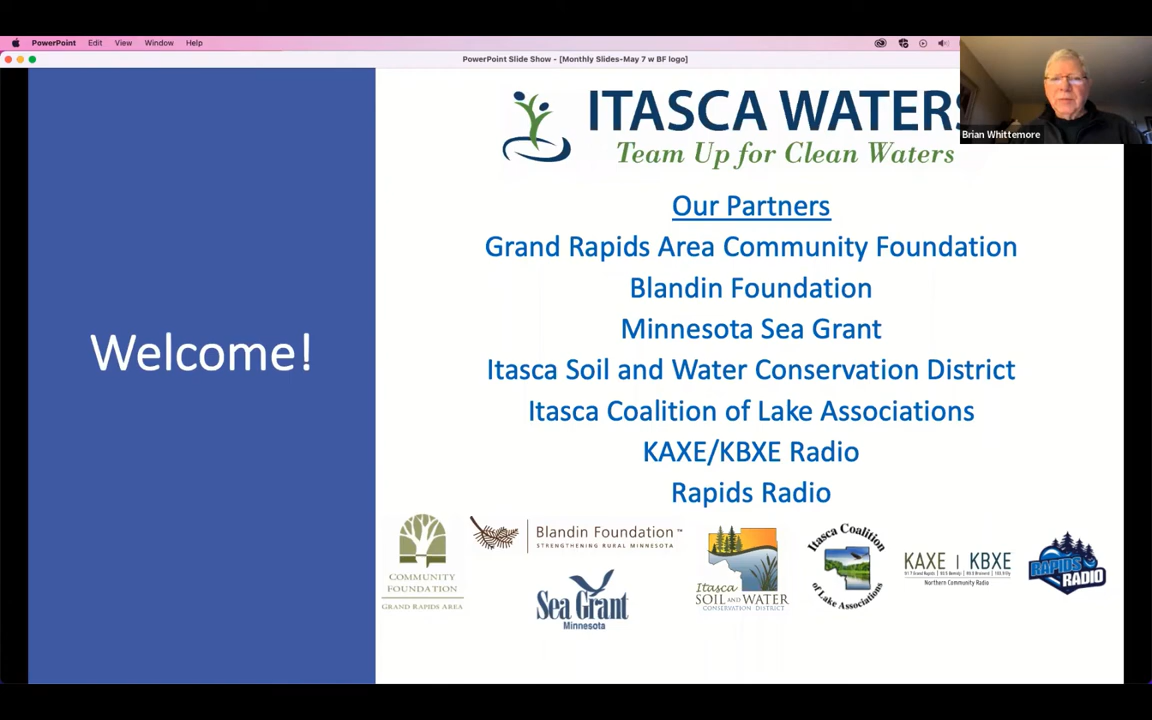 PowerPoint Edit View Window Help
PowerPoint Slide Show - [Monthly Slides-May 7 w BF logo]
Brian Whittemore
ITASCA WATERS
Team Up for Clean Waters
Welcome!
Our Partners
Grand Rapids Area Community Foundation
Blandin Foundation
Minnesota Sea Grant
Itasca Soil and Water Conservation District
Itasca Coalition of Lake Associations
KAXE/KBXE Radio
Rapids Radio
COMMUNITY
FOUNDATION
GRAND RAPIDS AREA
Blandin Foundation™
STRENGTHENING RURAL MINNESOTA
Sea Grant
Minnesota
Itasca
SOIL AND WATER
CONSERVATION DISTRICT
Itasca Coalition
of Lake Associations
KAXE | KBXE
Northern Community Radio
RAPIDS
RADIO